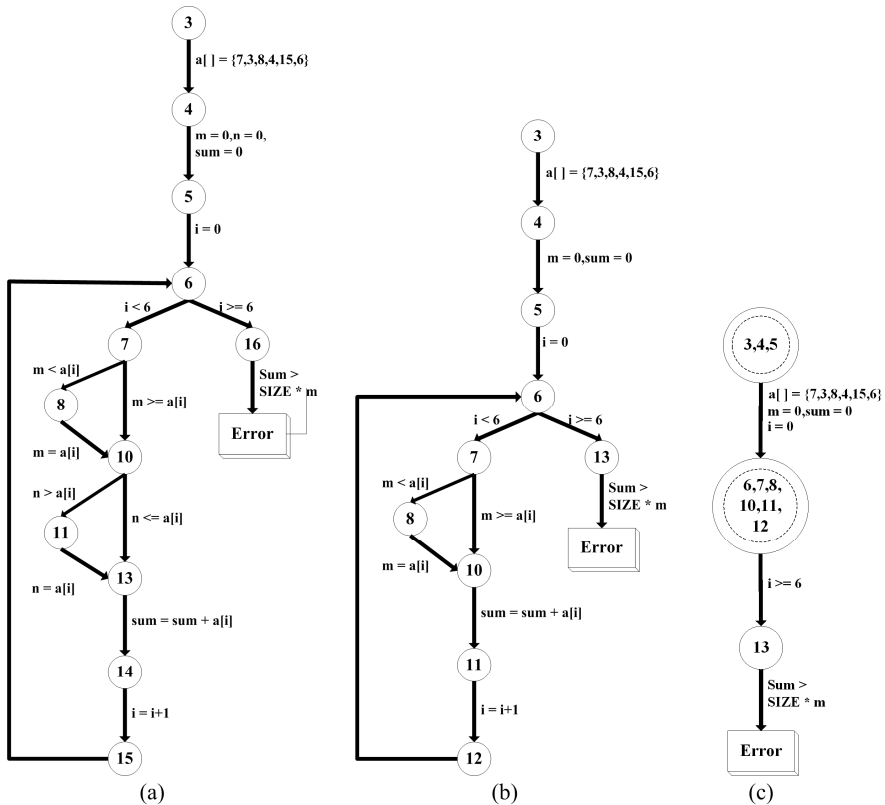 3
a[ ] = {7,3,8,4,15,6}
4
m = 0,n = 0,
sum = 0
5
i = 0
6
i < 6
i >= 6
7
16
m < a[i]
m >= a[i]
Sum >
SIZE * m
8
Error
m = a[i]
10
n > a[i]
n <= a[i]
11
n = a[i]
13
sum = sum + a[i]
14
i = i+1
15
(a)
3
a[ ] = {7,3,8,4,15,6}
4
m = 0,sum = 0
5
i = 0
6
i < 6
i >= 6
7
13
m < a[i]
m >= a[i]
Sum >
SIZE * m
8
Error
m = a[i]
10
sum = sum + a[i]
11
i = i+1
12
(b)
3,4,5
a[ ] = {7,3,8,4,15,6}
m = 0,sum = 0
i = 0
6,7,8,
10,11,
12
i >= 6
13
Sum >
SIZE * m
Error
(c)